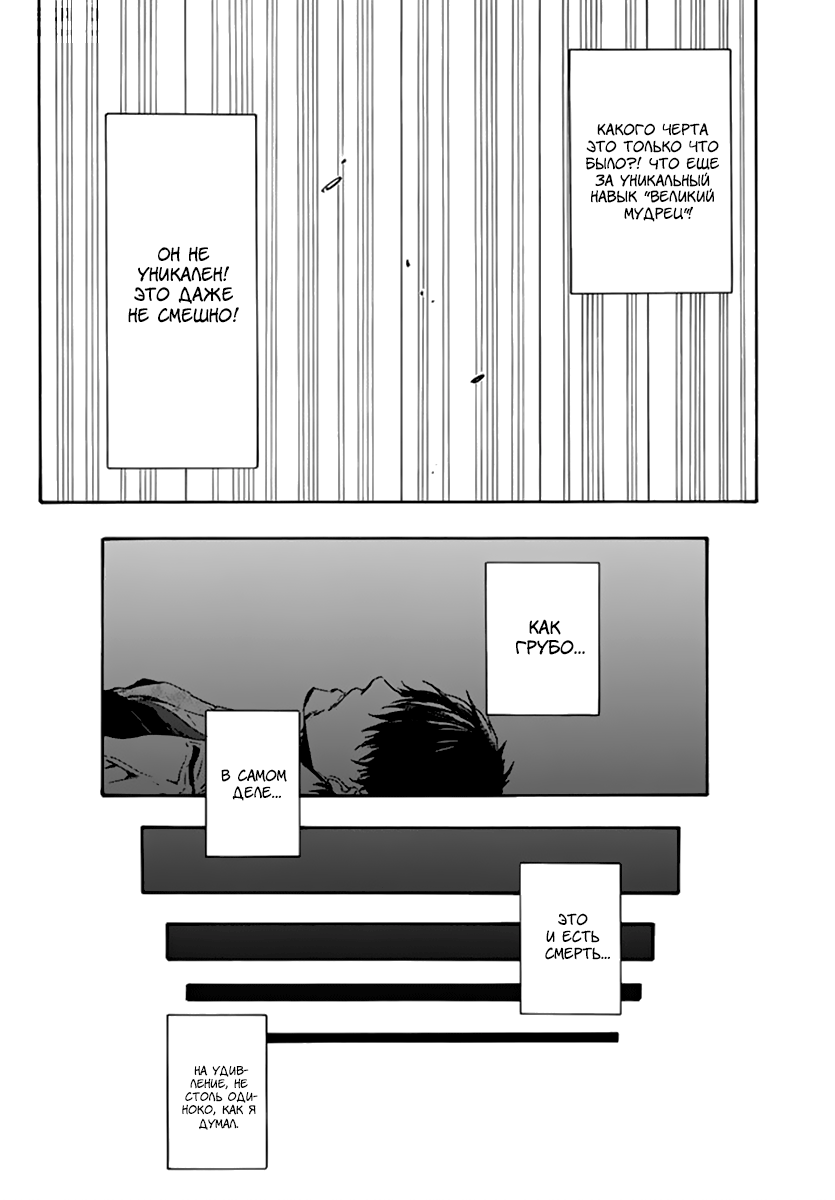 КАКОГО ЧЕРТА
ЭТО ТОЛЬКО ЧТО
БЫЛО?! ЧТО ЕЩЕ
ЗА УНИКАЛЬНЫЙ
НАВЫК "ВЕЛИКИЙ
МУДРЕЦ"!
ОН НЕ
УНИКАЛЕН!
ЭТО ДАЖЕ
НЕ СМЕШНО!
КАК
ГРУБО...
В САМОМ
ДЕЛЕ...
ЭТО
И ЕСТЬ
СМЕРТЬ...
НА УДИВ-
ЛЕНИЕ, НЕ
СТОЛЬ ОДИ-
НОКО, КАК Я
ДУМАЛ.